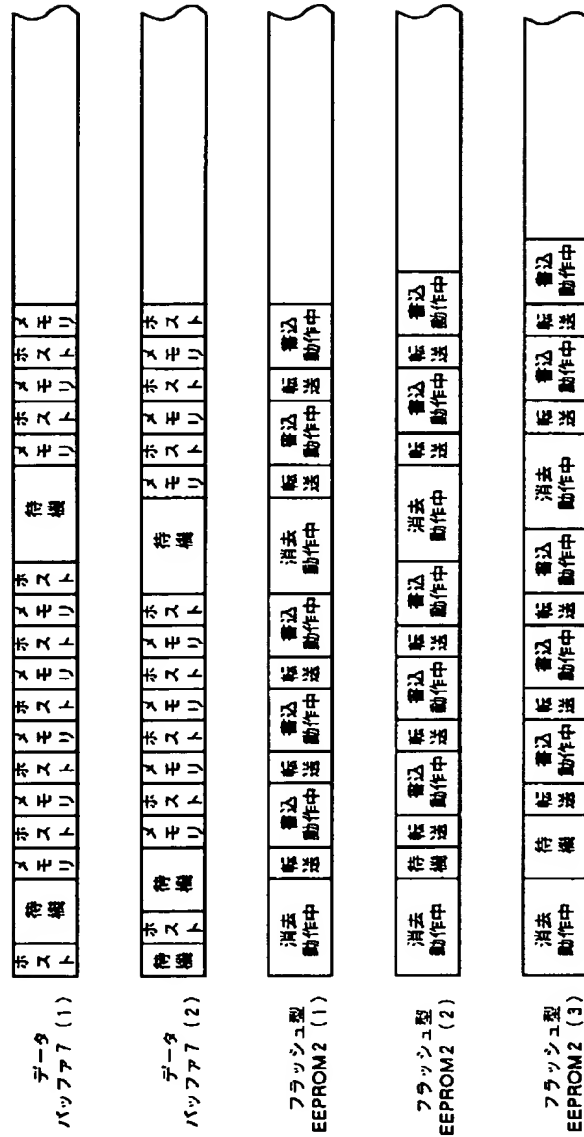 データ
バッファ7 (1)
ホスト
待機
メモリ
ホスト
メモリ
ホスト
メモリ
ホスト
メモリ
ホスト
メモリ
ホスト
待機
メモリ
ホスト
メモリ
ホスト
メモリ
データ
バッファ7 (2)
待機
ホスト
待機
メモリ
ホスト
メモリ
ホスト
メモリ
ホスト
メモリ
ホスト
待機
メモリ
ホスト
メモリ
ホスト
メモリ
ホスト
フラッシュ型
EEPROM2 (1)
消去
動作中
転送
書込
動作中
転送
書込
動作中
転送
書込
動作中
消去
動作中
転送
書込
動作中
転送
書込
動作中
フラッシュ型
EEPROM2 (2)
消去
動作中
待機
転送
書込
動作中
転送
書込
動作中
転送
書込
動作中
消去
動作中
転送
書込
動作中
転送
書込
動作中
フラッシュ型
EEPROM2 (3)
消去
動作中
待機
転送
書込
動作中
転送
書込
動作中
転送
書込
動作中
消去
動作中
転送
書込
動作中
転送
書込
動作中